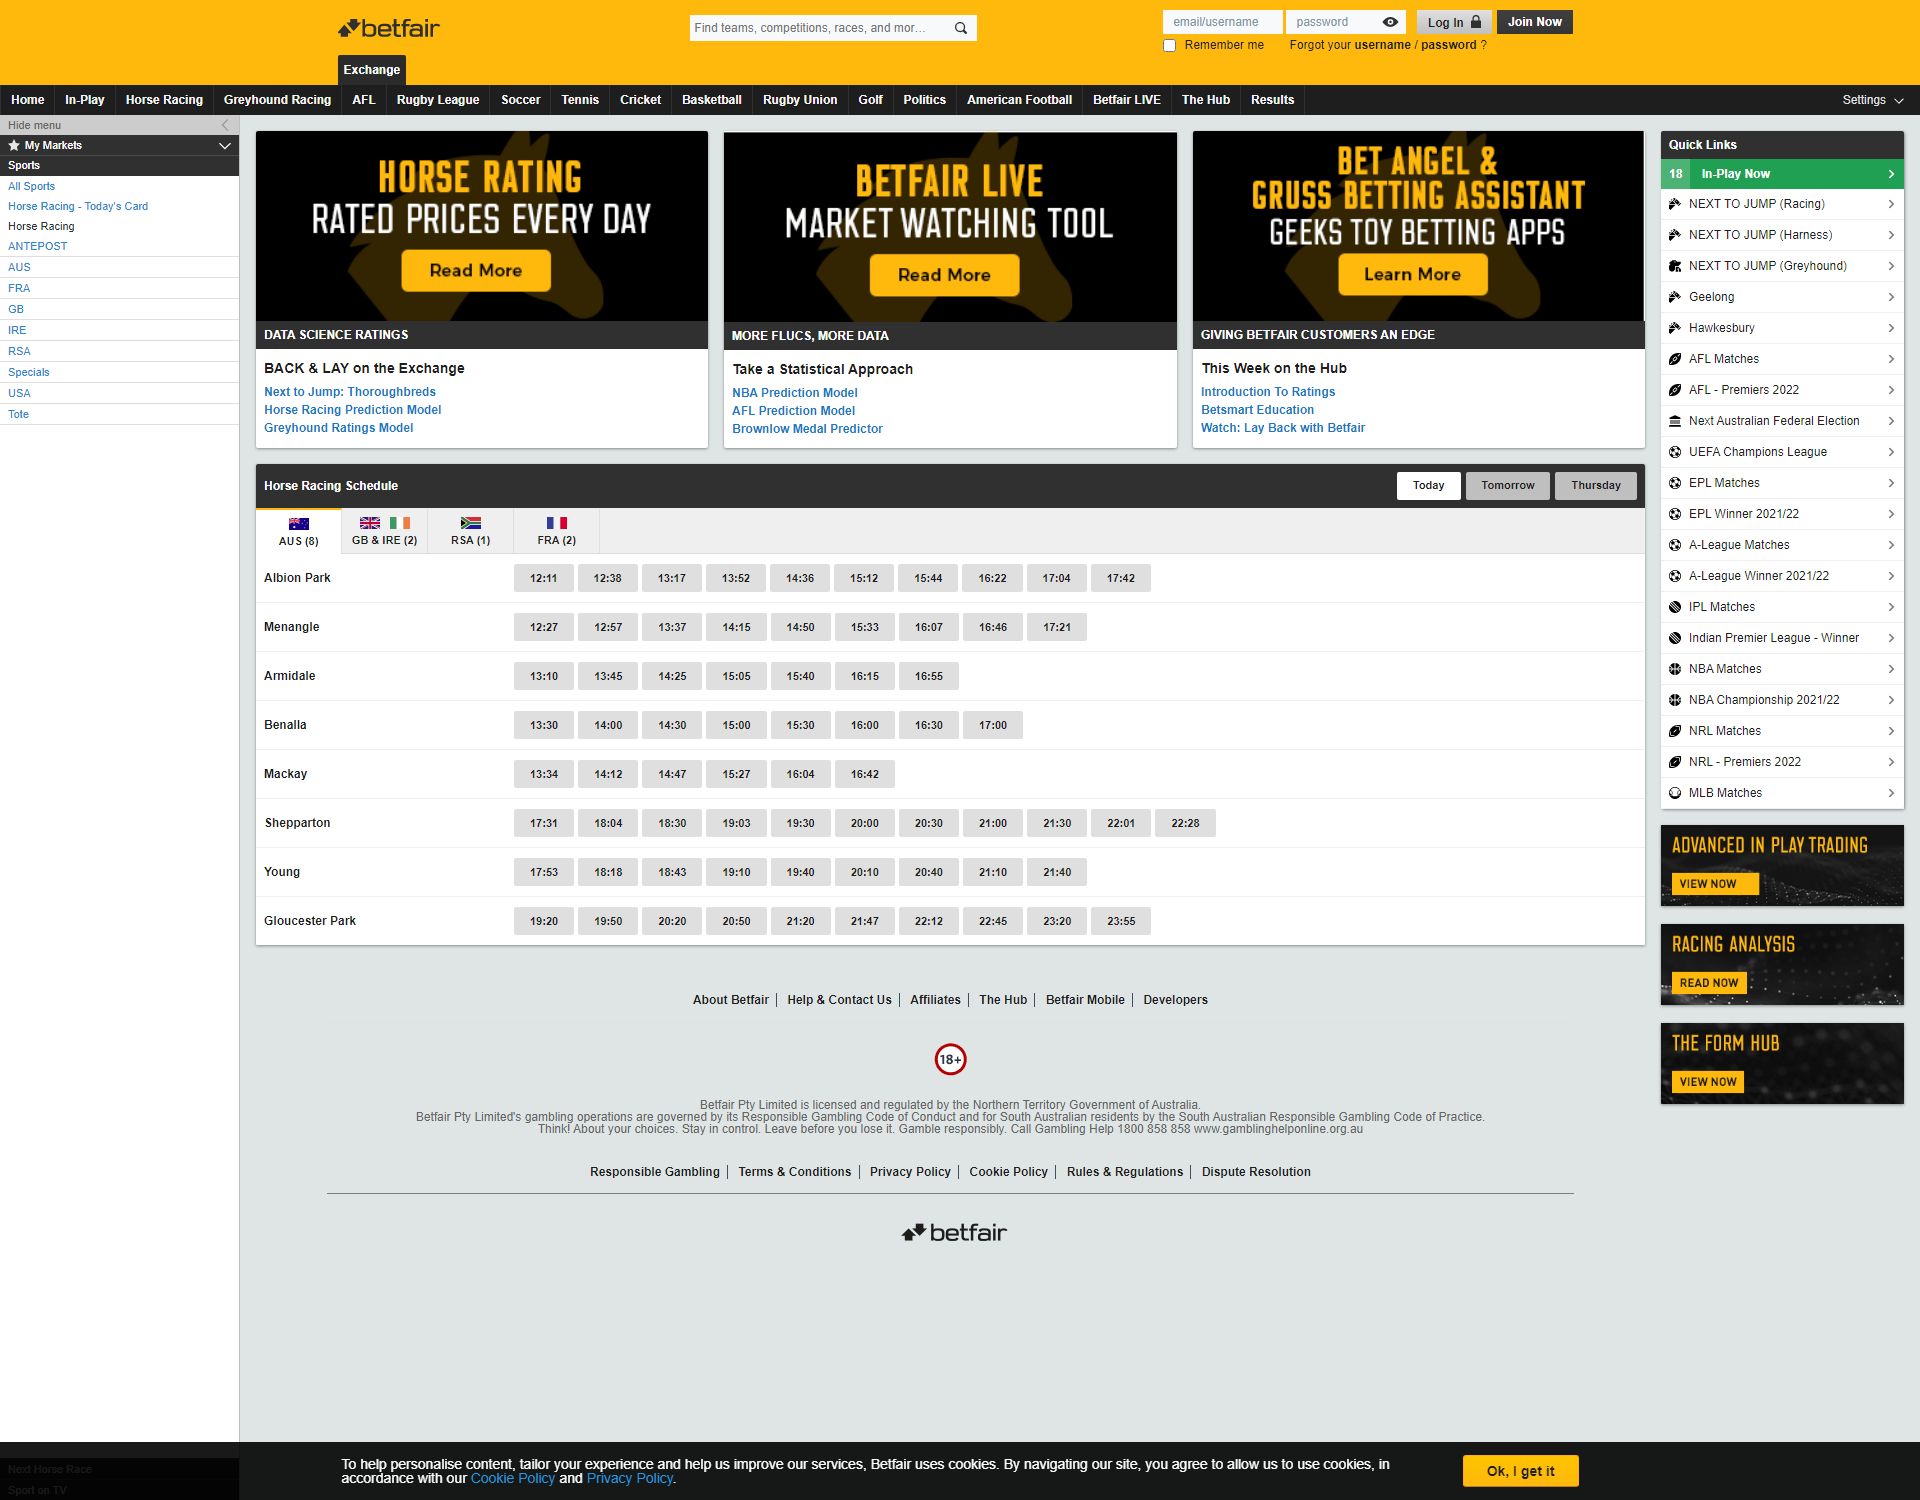 betfair
Find teams, competitions, races, and mor...
email/username
password
Log In
Join Now
Remember me
Forgot your username / password ?
Exchange
Home In-Play Horse Racing Greyhound Racing AFL Rugby League Soccer Tennis Cricket Basketball Rugby Union Golf Politics American Football Betfair LIVE The Hub Results Settings
Hide menu
My Markets
Sports
All Sports
Horse Racing - Today's Card
Horse Racing
ANTEPOST
AUS
FRA
GB
IRE
RSA
Specials
USA
Tote
HORSE RATING
RATED PRICES EVERY DAY
Read More
DATA SCIENCE RATINGS
BACK & LAY on the Exchange
Next to Jump: Thoroughbreds
Horse Racing Prediction Model
Greyhound Ratings Model
BETFAIR LIVE
MARKET WATCHING TOOL
Read More
MORE FLUCS, MORE DATA
Take a Statistical Approach
NBA Prediction Model
AFL Prediction Model
Brownlow Medal Predictor
BET ANGEL &
GRUSS BETTING ASSISTANT
GEEKS TOY BETTING APPS
Learn More
GIVING BETFAIR CUSTOMERS AN EDGE
This Week on the Hub
Introduction To Ratings
Betsmart Education
Watch: Lay Back with Betfair
Horse Racing Schedule
Today Tomorrow Thursday
AUS (8) GB & IRE (2) RSA (1) FRA (2)
Albion Park 12:11 12:38 13:17 13:52 14:36 15:12 15:44 16:22 17:04 17:42
Menangle 12:27 12:57 13:37 14:15 14:50 15:33 16:07 16:46 17:21
Armidale 13:10 13:45 14:25 15:05 15:40 16:15 16:55
Benalla 13:30 14:00 14:30 15:00 15:30 16:00 16:30 17:00
Mackay 13:34 14:12 14:47 15:27 16:04 16:42
Shepparton 17:31 18:04 18:30 19:03 19:30 20:00 20:30 21:00 21:30 22:01 22:28
Young 17:53 18:18 18:43 19:10 19:40 20:10 20:40 21:10 21:40
Gloucester Park 19:20 19:50 20:20 20:50 21:20 21:47 22:12 22:45 23:20 23:55
Quick Links
18 In-Play Now
NEXT TO JUMP (Racing)
NEXT TO JUMP (Harness)
NEXT TO JUMP (Greyhound)
Geelong
Hawkesbury
AFL Matches
AFL - Premiers 2022
Next Australian Federal Election
UEFA Champions League
EPL Matches
EPL Winner 2021/22
A-League Matches
A-League Winner 2021/22
IPL Matches
Indian Premier League - Winner
NBA Matches
NBA Championship 2021/22
NRL Matches
NRL - Premiers 2022
MLB Matches
ADVANCED IN PLAY TRADING
VIEW NOW
RACING ANALYSIS
READ NOW
THE FORM HUB
VIEW NOW
About Betfair | Help & Contact Us | Affiliates | The Hub | Betfair Mobile | Developers
18+
Betfair Pty Limited is licensed and regulated by the Northern Territory Government of Australia.
Betfair Pty Limited's gambling operations are governed by its Responsible Gambling Code of Conduct and for South Australian residents by the South Australian Responsible Gambling Code of Practice.
Think! About your choices. Stay in control. Leave before you lose it. Gamble responsibly. Call Gambling Help 1800 858 858 www.gamblinghelponline.org.au
Responsible Gambling | Terms & Conditions | Privacy Policy | Cookie Policy | Rules & Regulations | Dispute Resolution
betfair
Next Horse Race
Sport on TV
To help personalise content, tailor your experience and help us improve our services, Betfair uses cookies. By navigating our site, you agree to allow us to use cookies, in
accordance with our Cookie Policy and Privacy Policy.
Ok, I get it